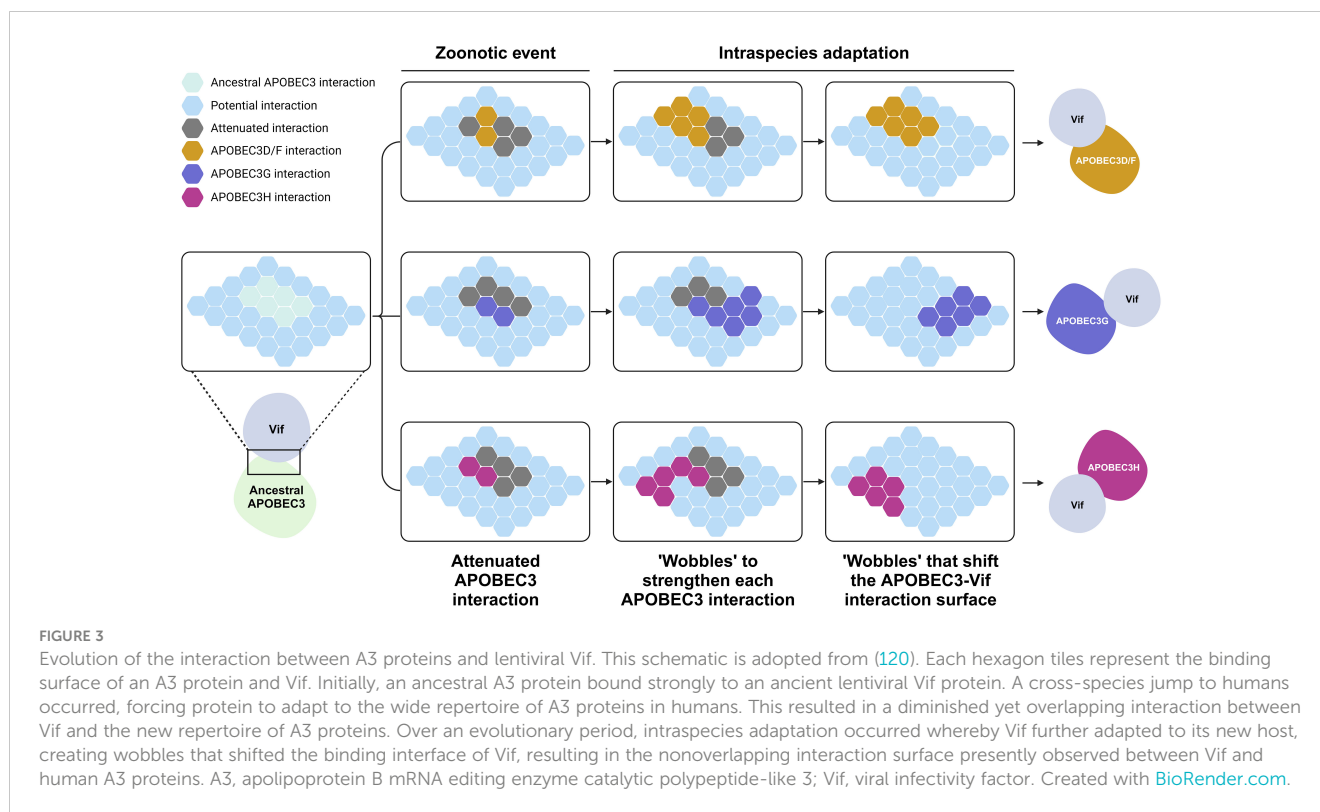 Zoonotic event
Intraspecies adaptation
Ancestral APOBEC3 interaction
Potential interaction
Attenuated interaction
APOBEC3D/F interaction
APOBEC3G interaction
APOBEC3H interaction
Vif
APOBEC3D/F
APOBEC3G
Vif
Vif
Ancestral
APOBEC3
APOBEC3H
Vif
Attenuated
APOBEC3
interaction
'Wobbles' to
strengthen each
APOBEC3 interaction
'Wobbles' that shift
the APOBEC3-Vif
interaction surface
FIGURE 3
Evolution of the interaction between A3 proteins and lentiviral Vif. This schematic is adopted from (120). Each hexagon tiles represent the binding
surface of an A3 protein and Vif. Initially, an ancestral A3 protein bound strongly to an ancient lentiviral Vif protein. A cross-species jump to humans
occurred, forcing protein to adapt to the wide repertoire of A3 proteins in humans. This resulted in a diminished yet overlapping interaction between
Vif and the new repertoire of A3 proteins. Over an evolutionary period, intraspecies adaptation occurred whereby Vif further adapted to its new host,
creating wobbles that shifted the binding interface of Vif, resulting in the nonoverlapping interaction surface presently observed between Vif and
human A3 proteins. A3, apolipoprotein B mRNA editing enzyme catalytic polypeptide-like 3; Vif, viral infectivity factor. Created with BioRender.com.